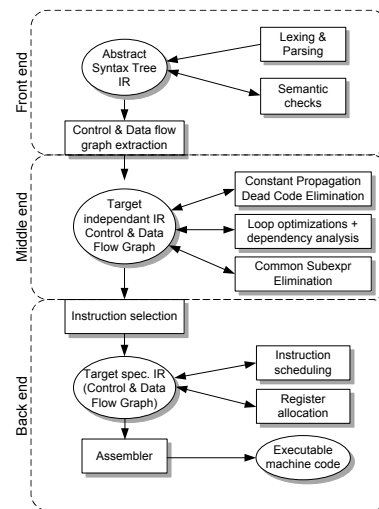 Front end
Abstract
Syntax Tree
IR
Lexing &
Parsing
Semantic
checks
Control & Data flow
graph extraction
Middle end
Target
independant IR
Control & Data
Flow Graph
Constant Propagation
Dead Code Elimination
Loop optimizations +
dependency analysis
Common Subexpr
Elimination
Instruction selection
Back end
Target spec. IR
(Control & Data
Flow Graph)
Instruction
scheduling
Register
allocation
Assembler
Executable
machine code